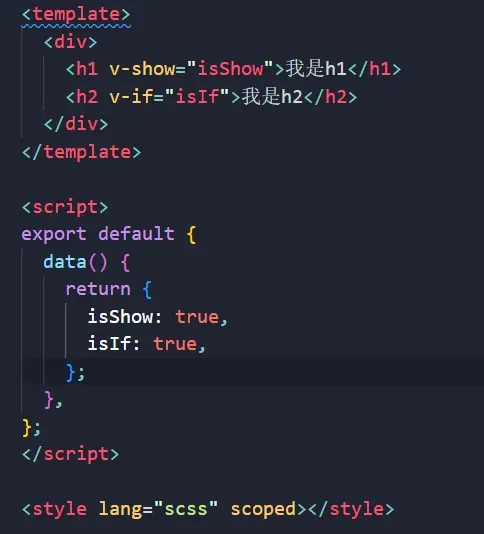 <template>
  <div>
    <h1 v-show="isShow">我是h1</h1>
    <h2 v-if="isIf">我是h2</h2>
  </div>
</template>

<script>
export default {
  data() {
    return {
      isShow: true,
      isIf: true,
    };
  },
};
</script>

<style lang="scss" scoped></style>